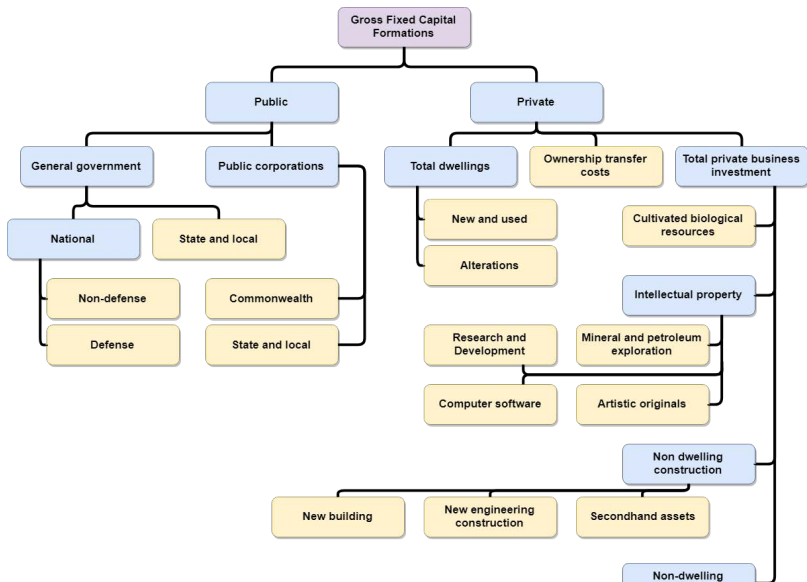 Gross Fixed Capital
Formations
Public
Private
General government
Public corporations
Total dwellings
Ownership transfer
costs
Total private business
investment
National
State and local
New and used
Cultivated biological
resources
Alterations
Non-defense
Commonwealth
Intellectual property
Defense
State and local
Research and
Development
Mineral and petroleum
exploration
Computer software
Artistic originals
Non dwelling
construction
New building
New engineering
construction
Secondhand assets
Non-dwelling